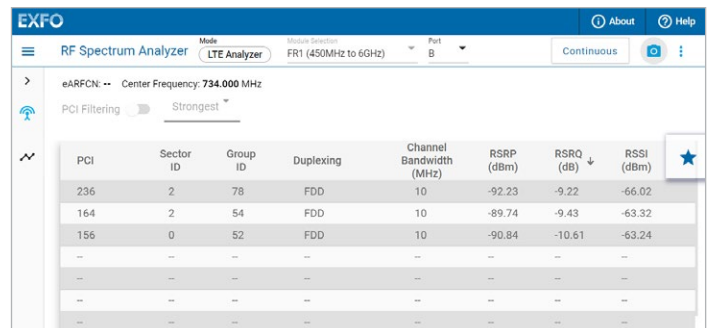 EXFO
About
Help
RF Spectrum Analyzer
Mode
LTE Analyzer
Module Selection
FR1 (450MHz to 6GHz)
Port
B
Continuous
eARFCN: -- Center Frequency: 734.000 MHz
PCI Filtering
Strongest
PCI Sector ID Group ID Duplexing Channel Bandwidth (MHz) RSRP (dBm) RSRQ (dB) ↓ RSSI (dBm)
236 2 78 FDD 10 -92.23 -9.22 -66.02
164 2 54 FDD 10 -89.74 -9.43 -63.32
156 0 52 FDD 10 -90.84 -10.61 -63.24
-- -- -- -- -- -- -- --
-- -- -- -- -- -- -- --
-- -- -- -- -- -- -- --
-- -- -- -- -- -- -- --